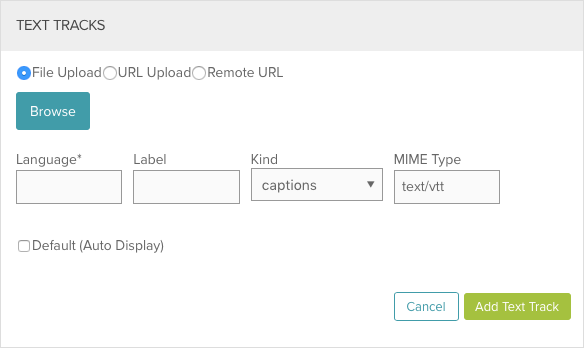 TEXT TRACKS
File Upload URL Upload Remote URL
Browse
Language* Label Kind MIME Type
captions text/vtt
Default (Auto Display)
Cancel Add Text Track